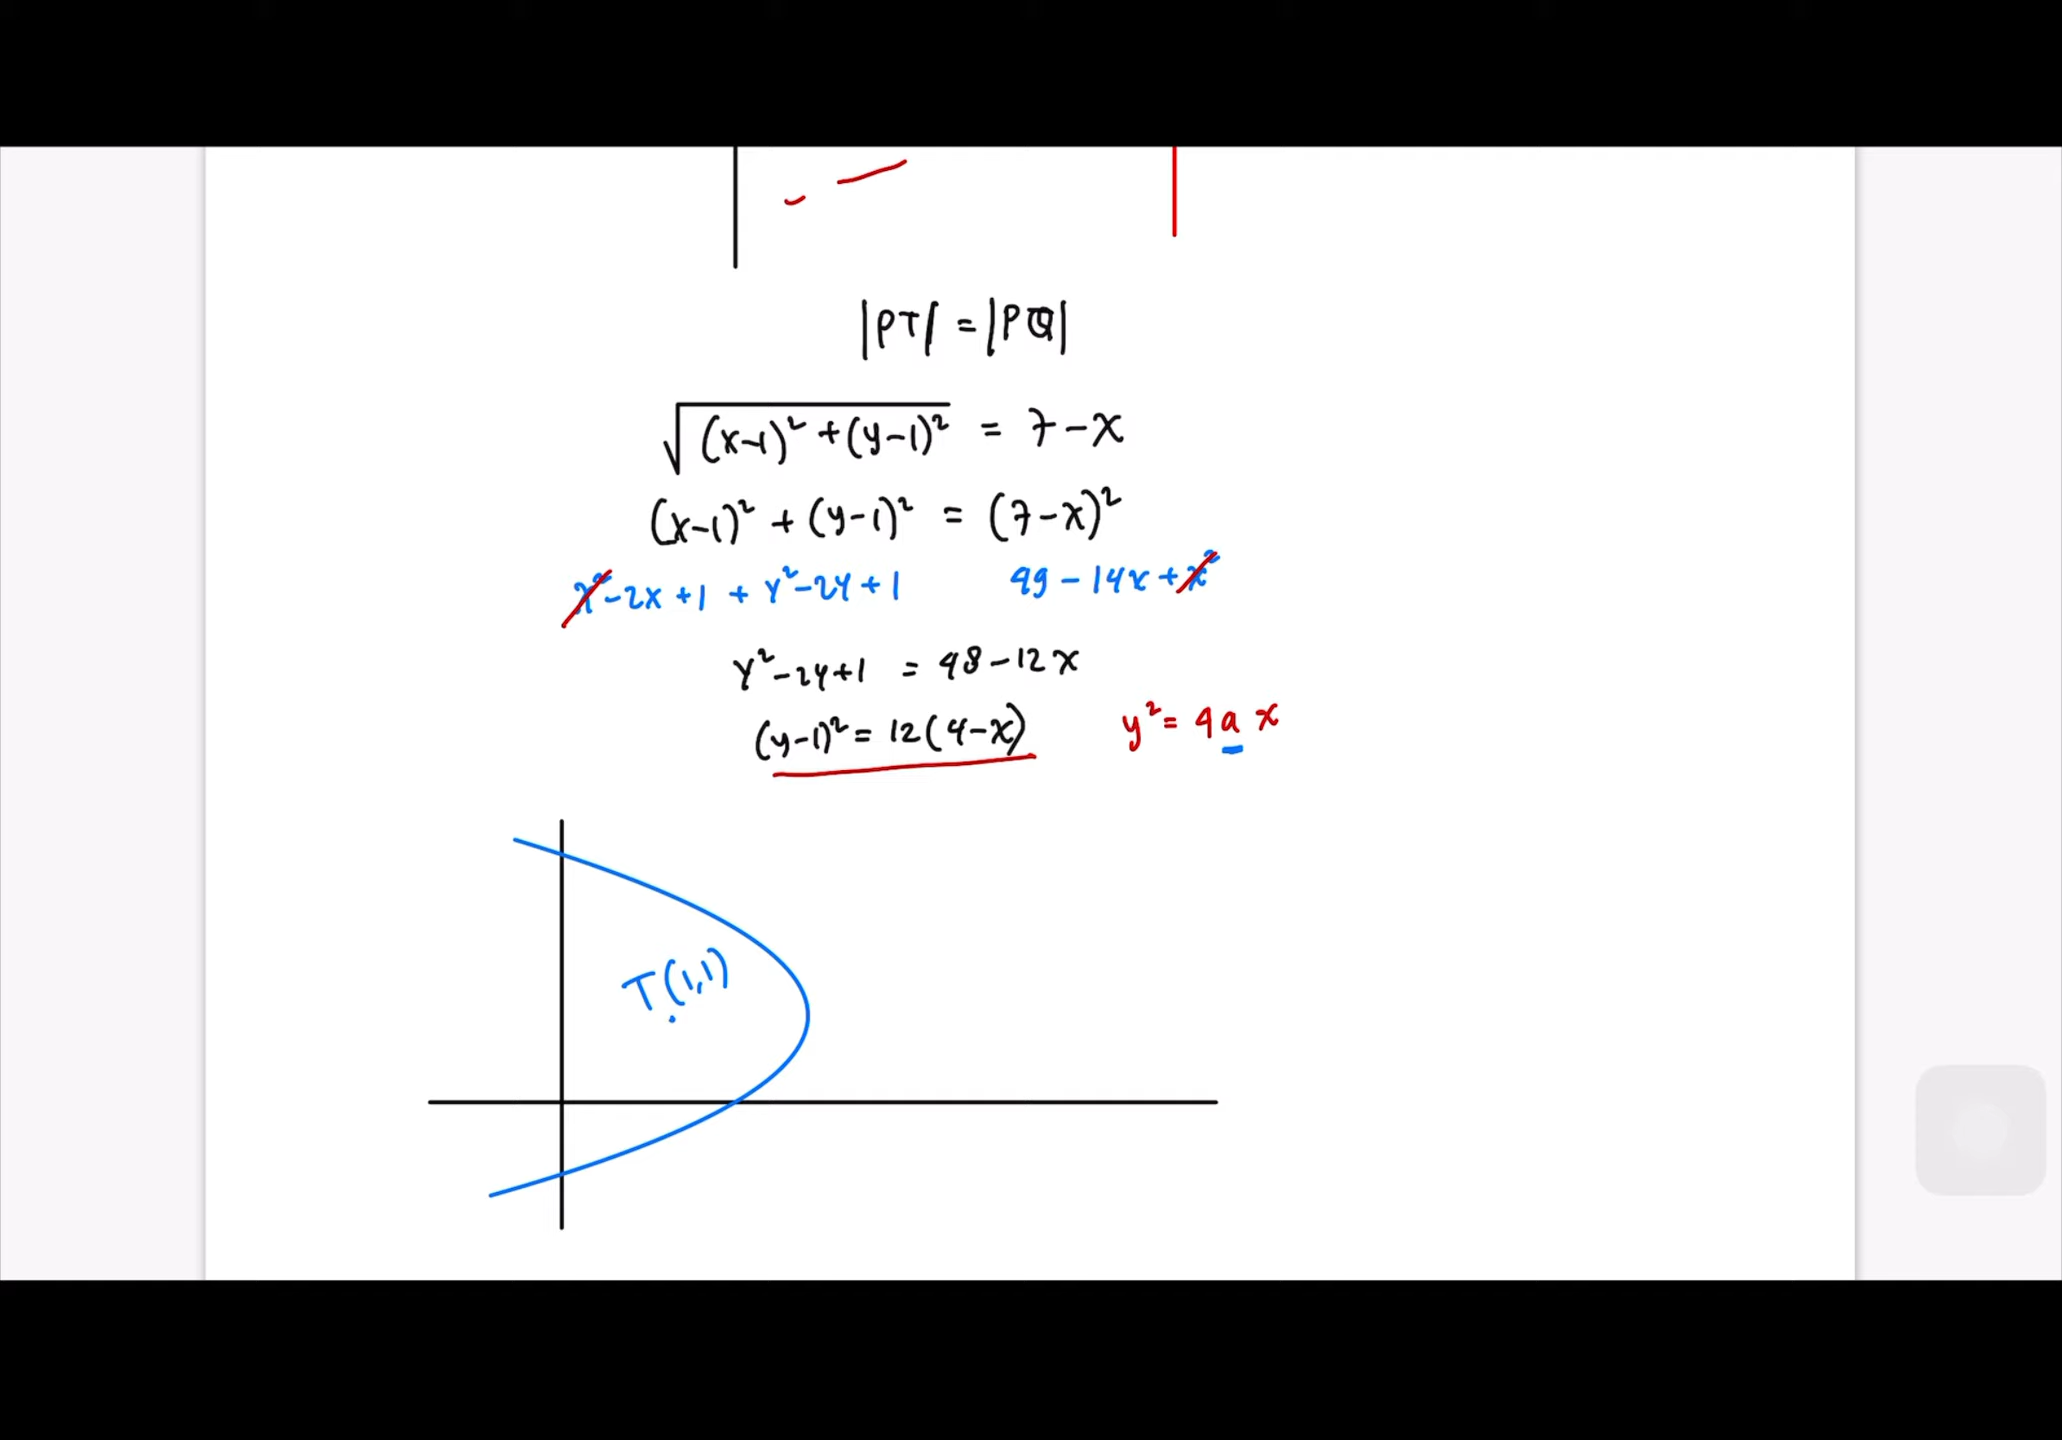 |PT| = |PQ|
√((x-1)² + (y-1)²) = 7-x
(x-1)² + (y-1)² = (7-x)²
x²-2x+1 + y²-2y+1 49-14x+x²
y²-2y+1 = 48-12x
(y-1)² = 12(4-x) y² = 4ax
T(1,1)